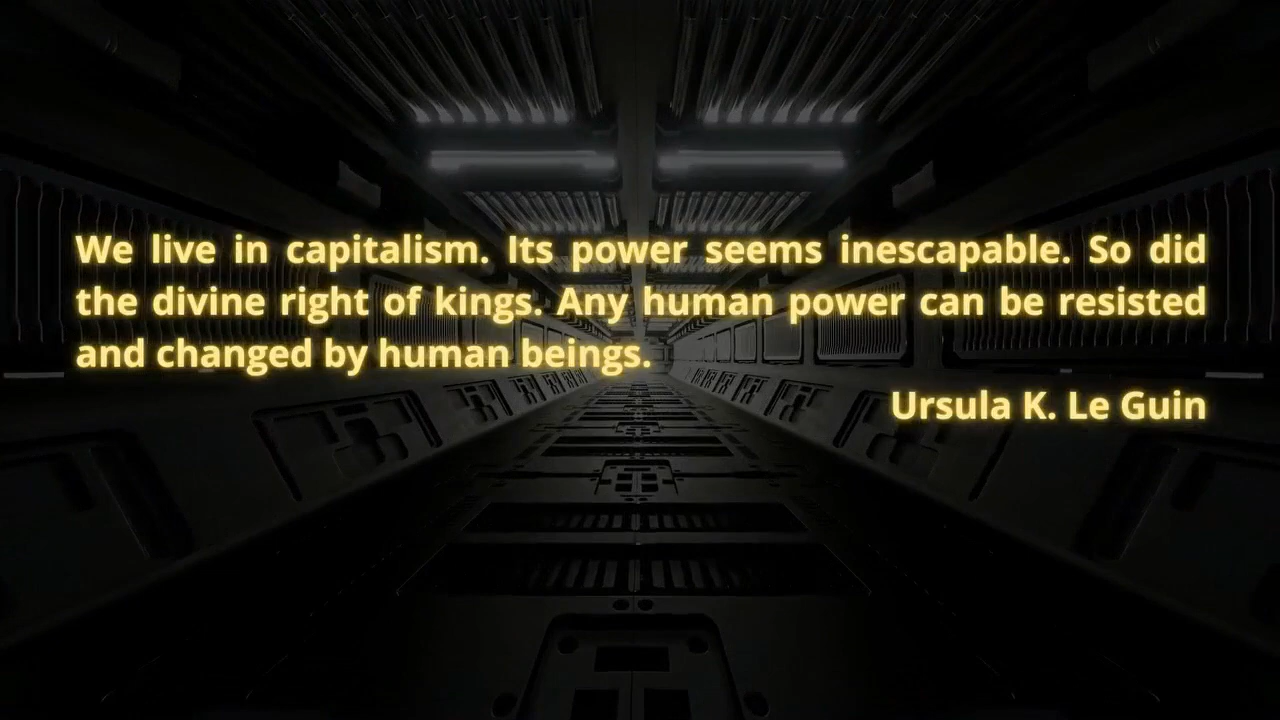 We live in capitalism. Its power seems inescapable. So did
the divine right of kings. Any human power can be resisted
and changed by human beings.
Ursula K. Le Guin